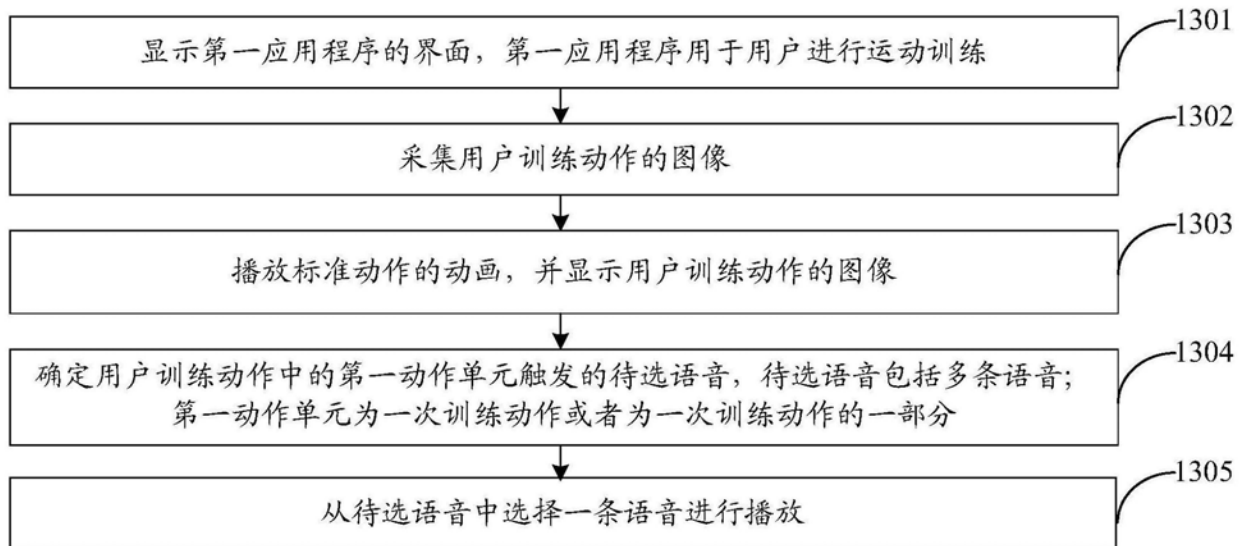 1301
显示第一应用程序的界面，第一应用程序用于用户进行运动训练
1302
采集用户训练动作的图像
1303
播放标准动作的动画，并显示用户训练动作的图像
1304
确定用户训练动作中的第一动作单元触发的待选语音，待选语音包括多条语音；
第一动作单元为一次训练动作或者为一次训练动作的一部分
1305
从待选语音中选择一条语音进行播放